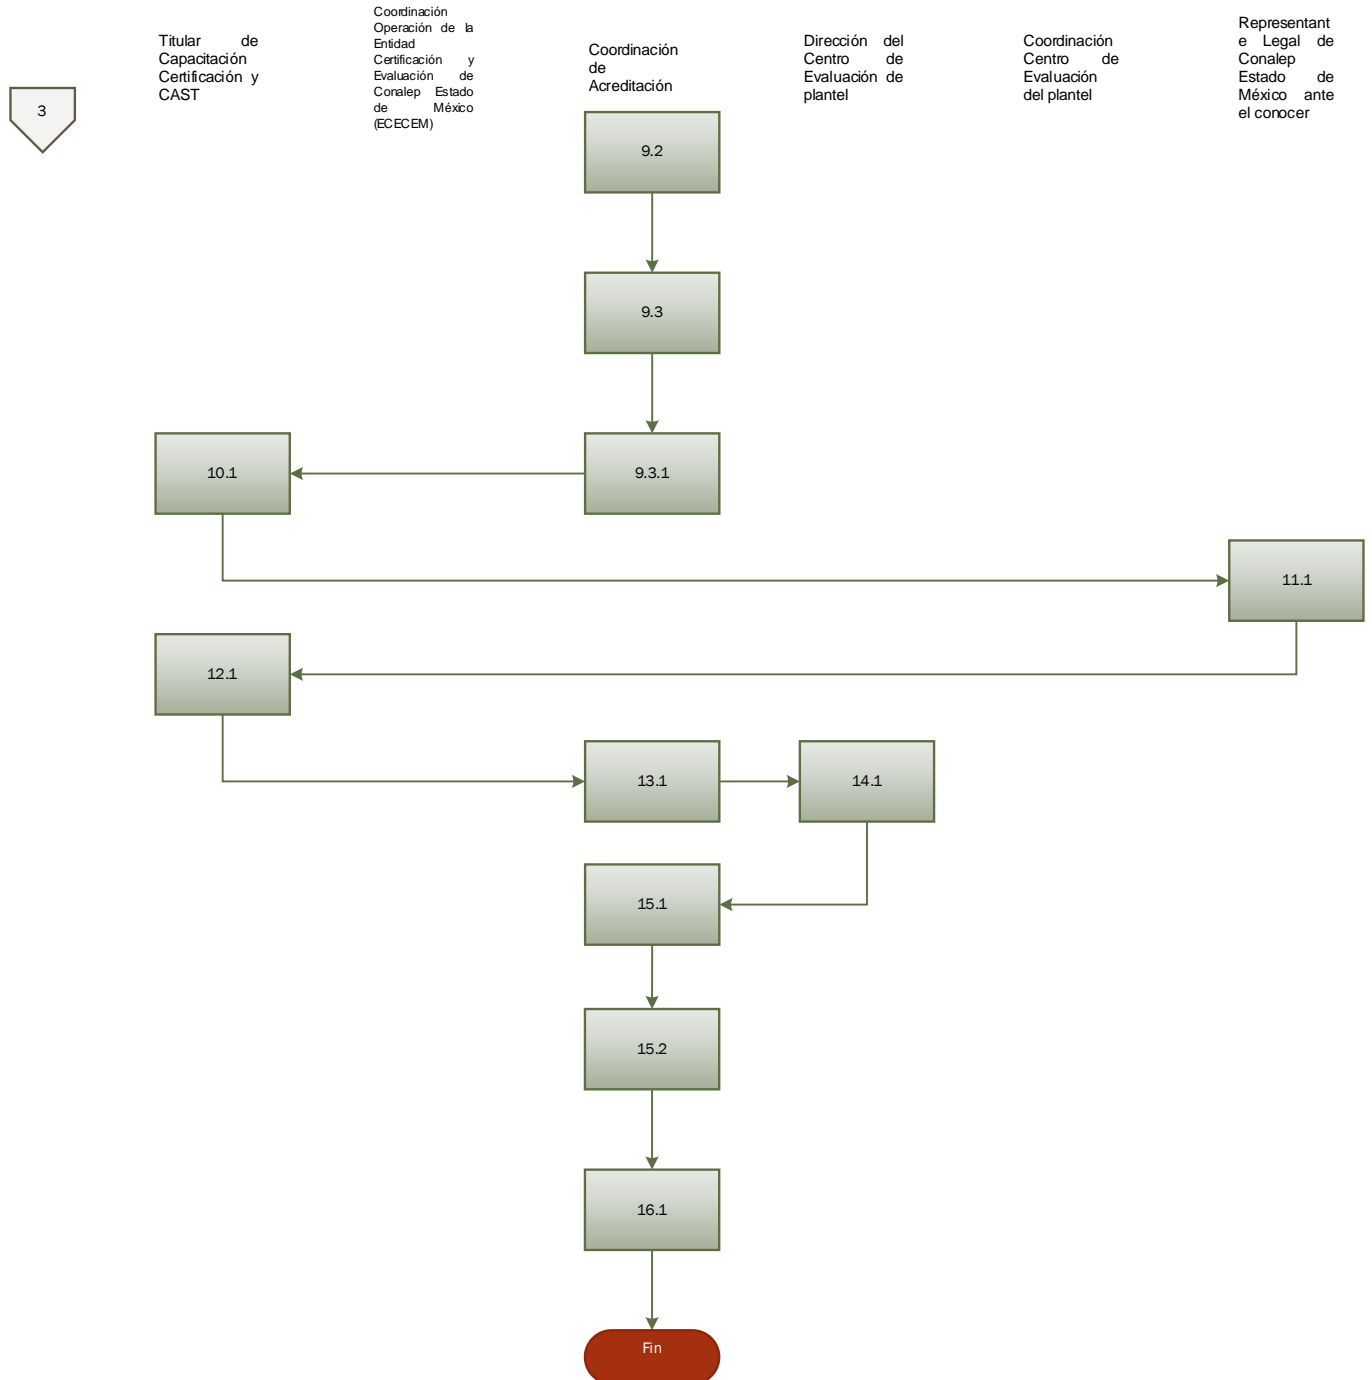 3
Titular de
Capacitación
Certificación y
CAST
Coordinación
Operación de la
Entidad
Certificación y
Evaluación de
Conalep Estado
de México
(ECECEM)
Coordinación
de
Acreditación
Dirección del
Centro de
Evaluación de
plantel
Coordinación
Centro de
Evaluación
del plantel
Representant
e Legal de
Conalep
Estado de
México ante
el conocer
9.2
9.3
10.1
9.3.1
11.1
12.1
13.1
14.1
15.1
15.2
16.1
Fin